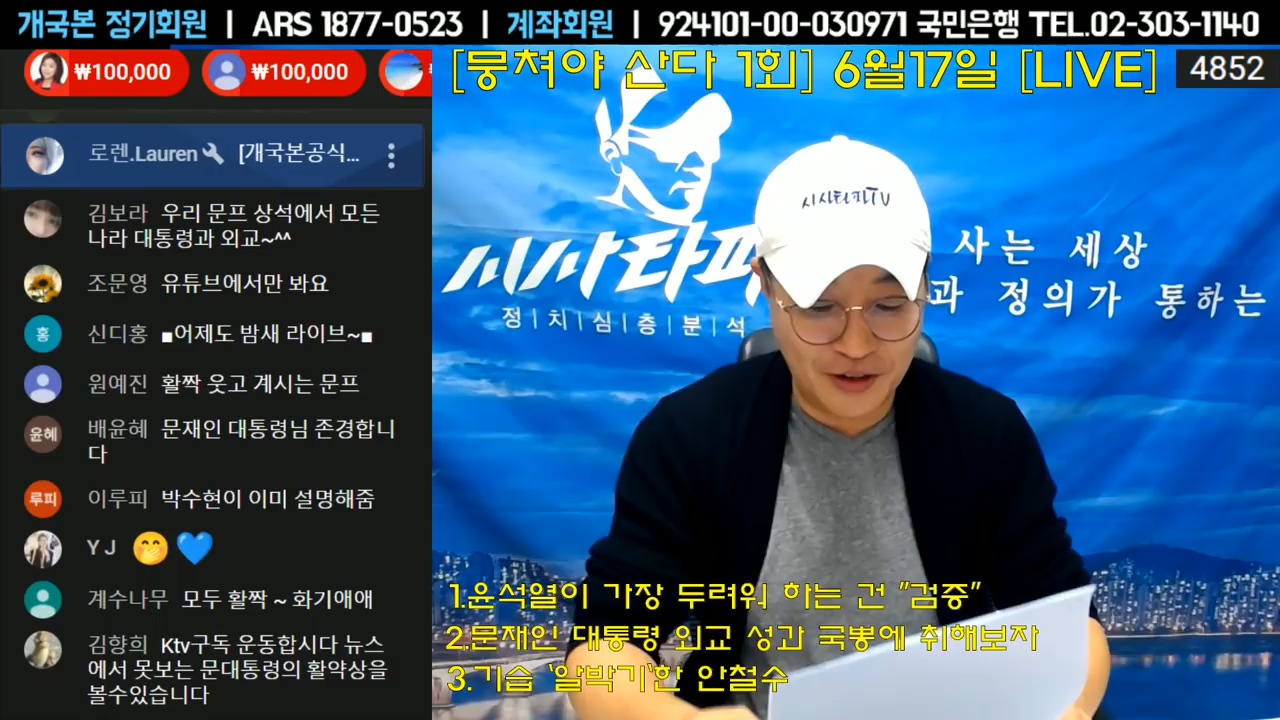 개국본 정기회원 | ARS 1877-0523 | 계좌회원 | 924101-00-030971 국민은행 TEL.02-303-1140
₩100,000
₩100,000
[뭉쳐야 산다 1회] 6월17일 [LIVE]
4852
로렌.Lauren [개국본공식...
김보라 우리 문프 상석에서 모든
나라 대통령과 외교~^^
조문영 유튜브에서만 봐요
홍
신디홍 ■어제도 밤새 라이브~■
원예진 활짝 웃고 계시는 문프
윤혜
배윤혜 문재인 대통령님 존경합니
다
루피
이루피 박수현이 이미 설명해줌
Y J 🤭💙
계수나무 모두 활짝 ~ 화기애애
김향희 Ktv구독 운동합시다 뉴스
에서 못보는 문대통령의 활약상을
볼수있습니다
시사타파
정|치|심|층|분|석
시사타파TV
사는 세상
과 정의가 통하는
1.윤석열이 가장 두려워 하는 건 "검증"
2.문재인 대통령 외교 성과 국뽕에 취해보자
3.기습 '알박기'한 안철수